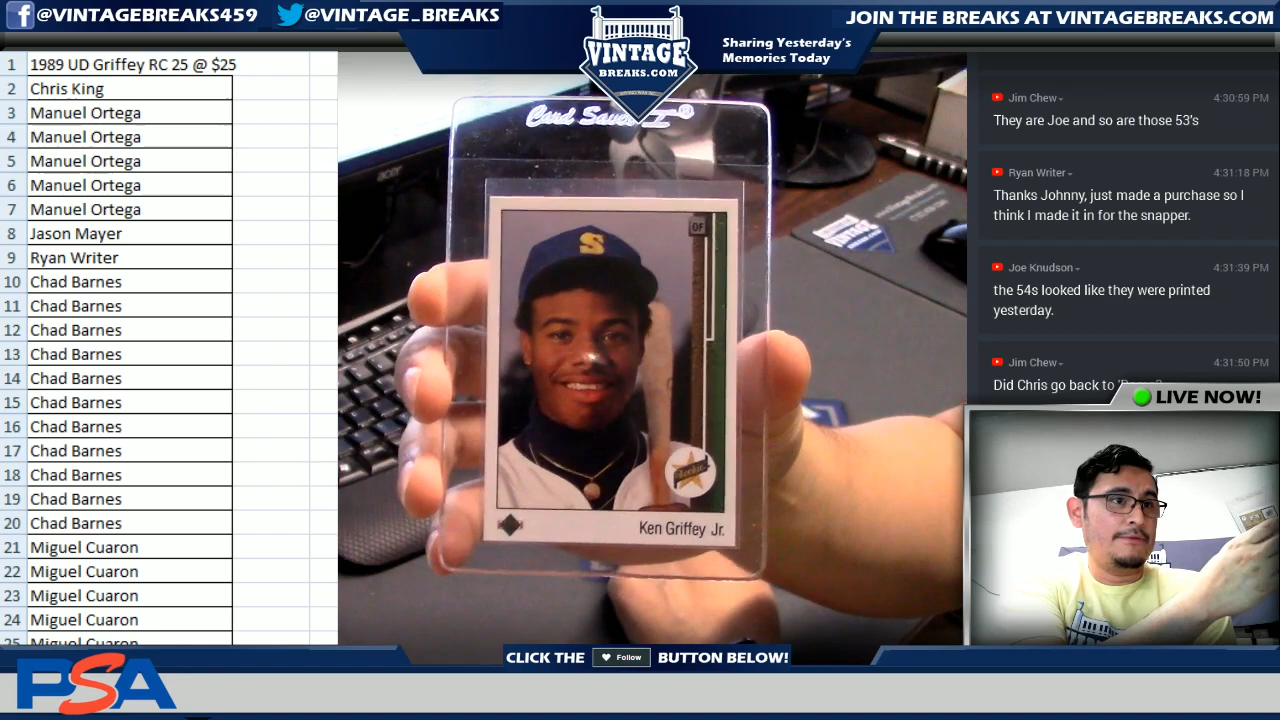 @VINTAGEBREAKS459
@VINTAGE_BREAKS
VINTAGE
BREAKS.COM
Sharing Yesterday's
Memories Today
JOIN THE BREAKS AT VINTAGEBREAKS.COM
1 1989 UD Griffey RC 25 @ $25
2 Chris King
3 Manuel Ortega
4 Manuel Ortega
5 Manuel Ortega
6 Manuel Ortega
7 Manuel Ortega
8 Jason Mayer
9 Ryan Writer
10 Chad Barnes
11 Chad Barnes
12 Chad Barnes
13 Chad Barnes
14 Chad Barnes
15 Chad Barnes
16 Chad Barnes
17 Chad Barnes
18 Chad Barnes
19 Chad Barnes
20 Chad Barnes
21 Miguel Cuaron
22 Miguel Cuaron
23 Miguel Cuaron
24 Miguel Cuaron
25 Miguel Cuaron
Card Saver I
acer
S
OF
Rookie
Ken Griffey Jr.
Jim Chew 4:30:59 PM
They are Joe and so are those 53's
Ryan Writer 4:31:18 PM
Thanks Johnny, just made a purchase so I
think I made it in for the snapper.
Joe Knudson 4:31:39 PM
the 54s looked like they were printed
yesterday.
Jim Chew 4:31:50 PM
Did Chris go back to
LIVE NOW!
CLICK THE Follow BUTTON BELOW!
PSA